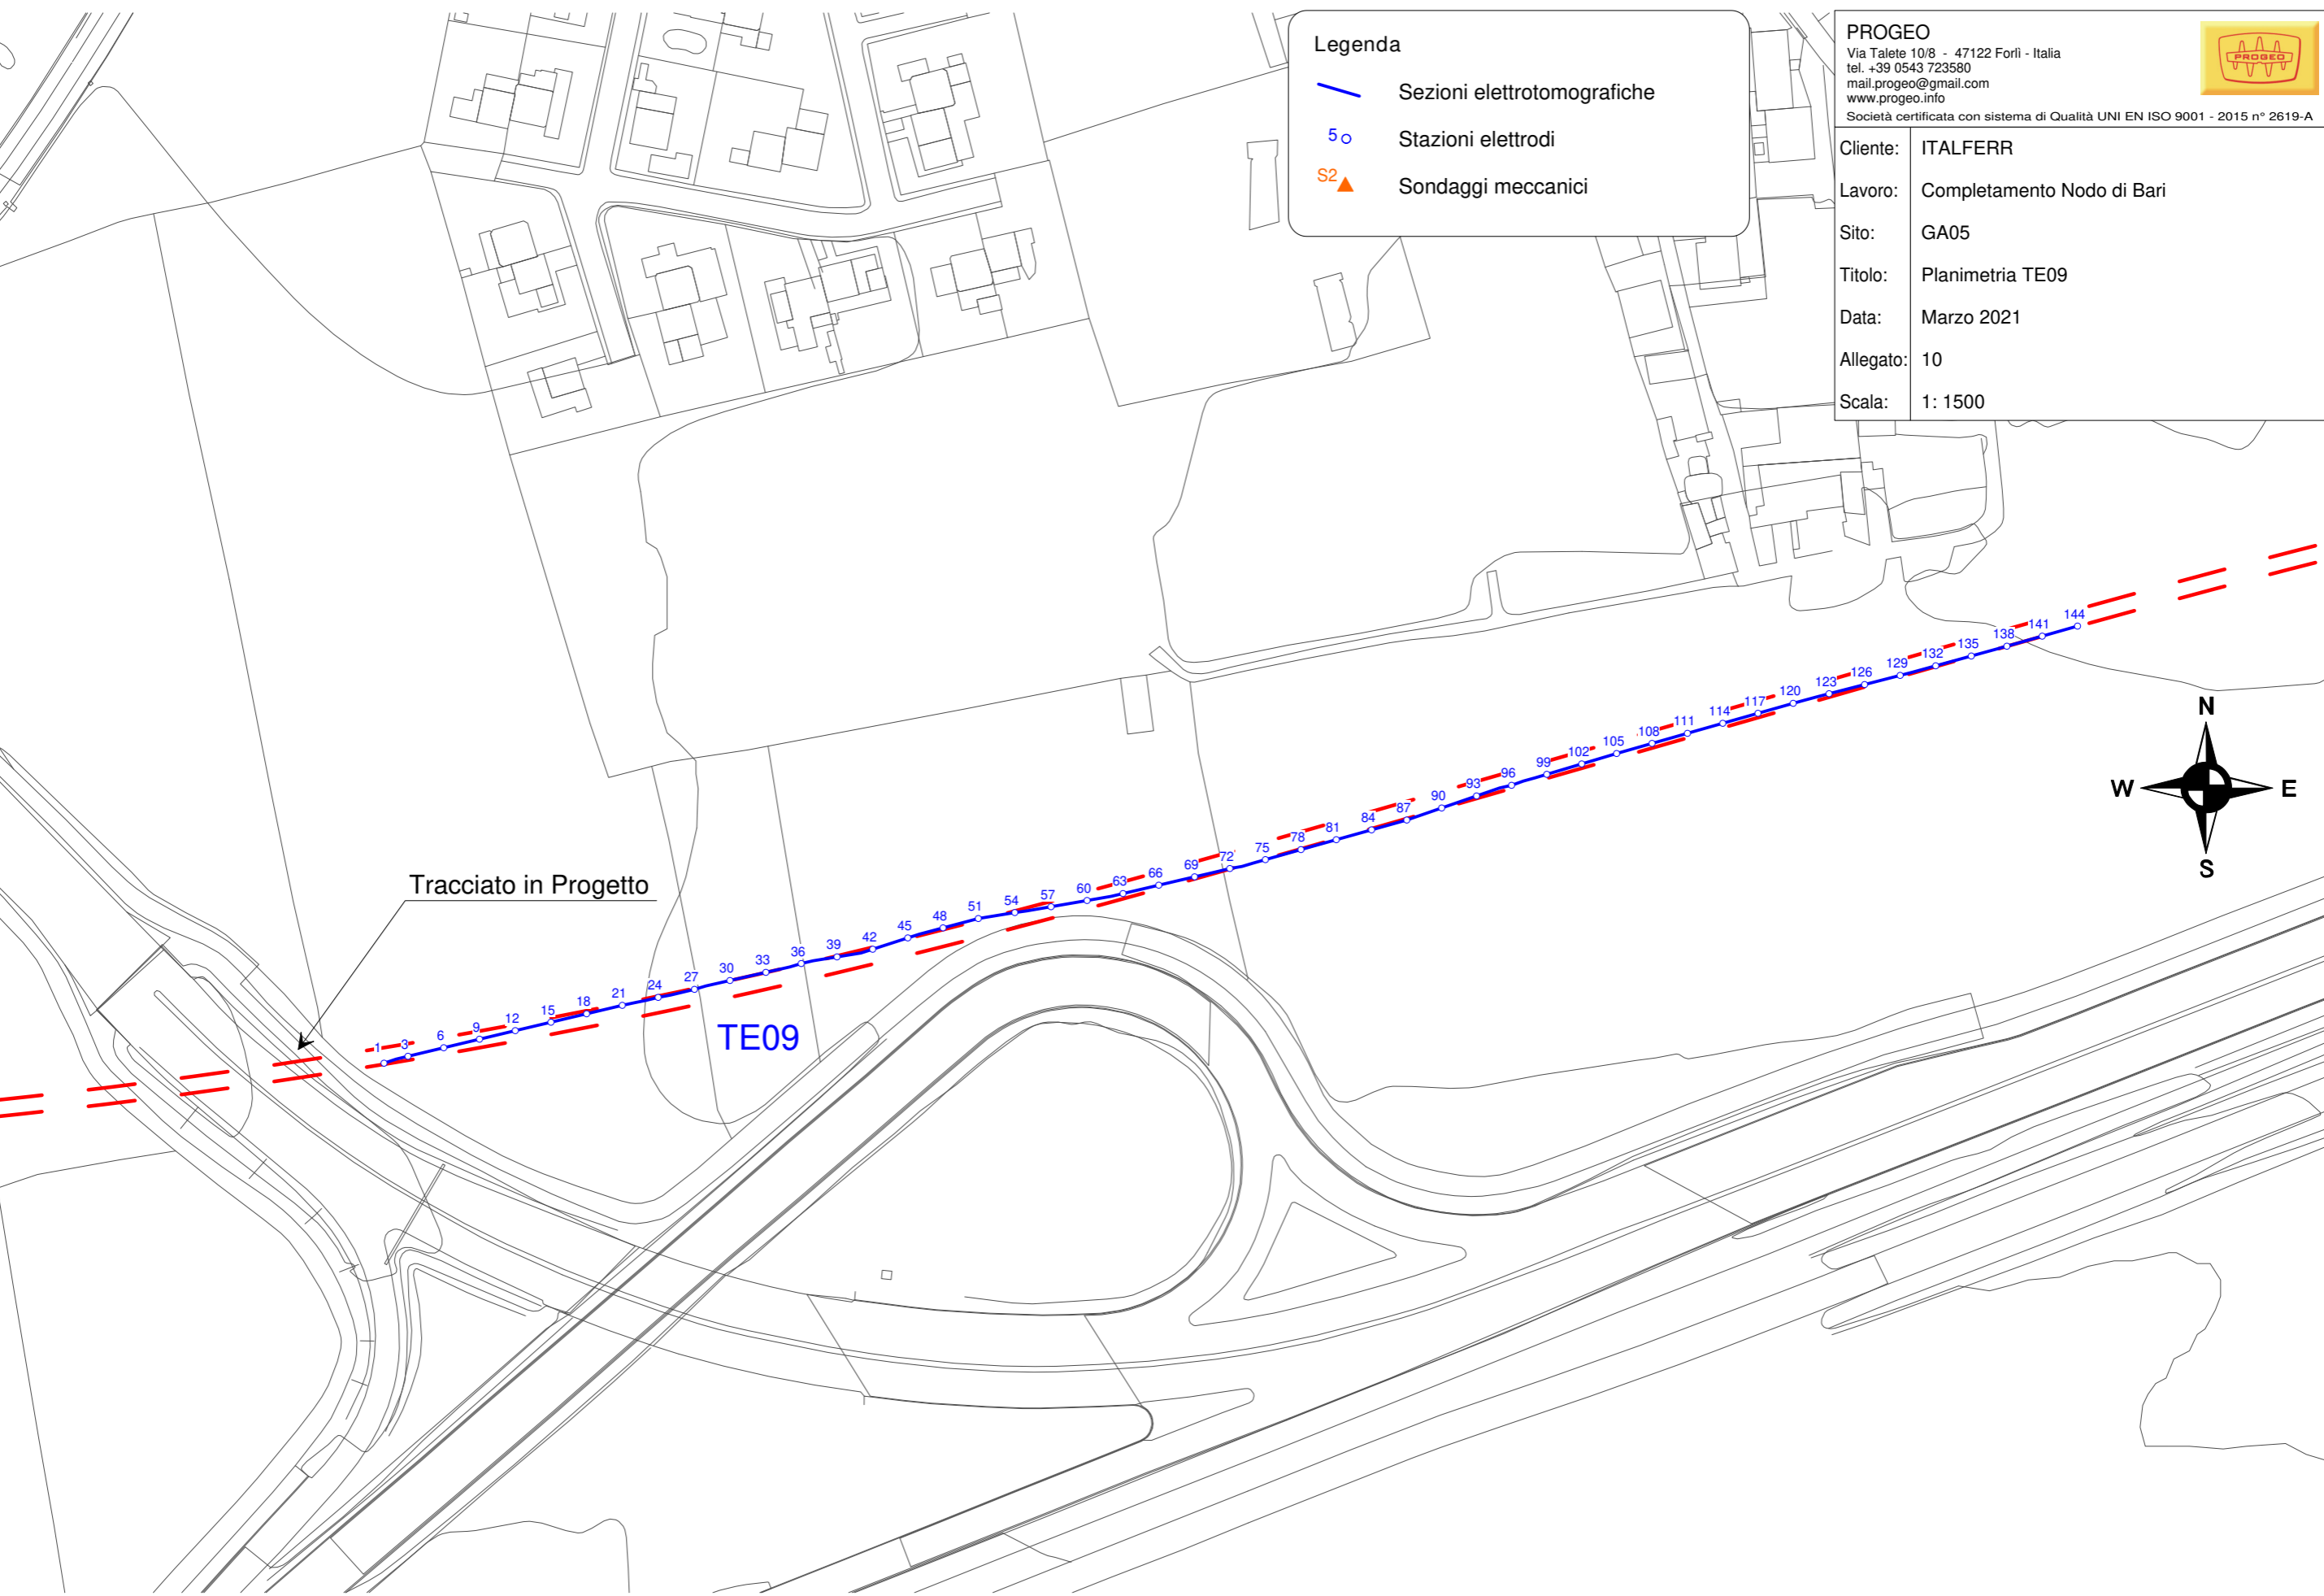 Legenda
Sezioni elettrotomografiche
5
Stazioni elettrodi
S2
Sondaggi meccanici
PROGEO
Via Talete 10/8 - 47122 Forlì - Italia
tel. +39 0543 723580
mail.progeo@gmail.com
www.progeo.info
PROGEO
Società certificata con sistema di Qualità UNI EN ISO 9001 - 2015 n° 2619-A
Cliente: ITALFERR
Lavoro: Completamento Nodo di Bari
Sito: GA05
Titolo: Planimetria TE09
Data: Marzo 2021
Allegato: 10
Scala: 1: 1500
N
W E
S
Tracciato in Progetto
TE09
1 3 6 9 12 15 18 21 24 27 30 33 36 39 42 45 48 51 54 57 60 63 66 69 72 75 78 81 84 87 90 93 96 99 102 105 108 111 114 117 120 123 126 129 132 135 138 141 144